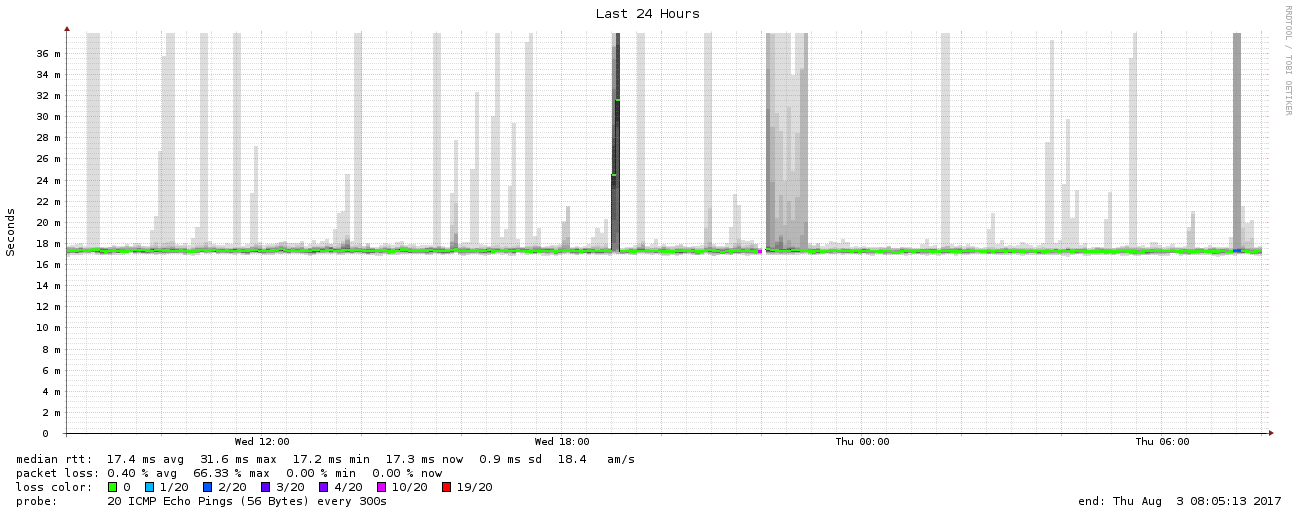 Last 24 Hours
RRDTOOL / TOBI OETIKER
Seconds
36 m
34 m
32 m
30 m
28 m
26 m
24 m
22 m
20 m
18 m
16 m
14 m
12 m
10 m
8 m
6 m
4 m
2 m
0
Wed 12:00 Wed 18:00 Thu 00:00 Thu 06:00
median rtt: 17.4 ms avg 31.6 ms max 17.2 ms min 17.3 ms now 0.9 ms sd 18.4 am/s
packet loss: 0.40 % avg 66.33 % max 0.00 % min 0.00 % now
loss color: 0 1/20 2/20 3/20 4/20 10/20 19/20
probe: 20 ICMP Echo Pings (56 Bytes) every 300s end: Thu Aug 3 08:05:13 2017